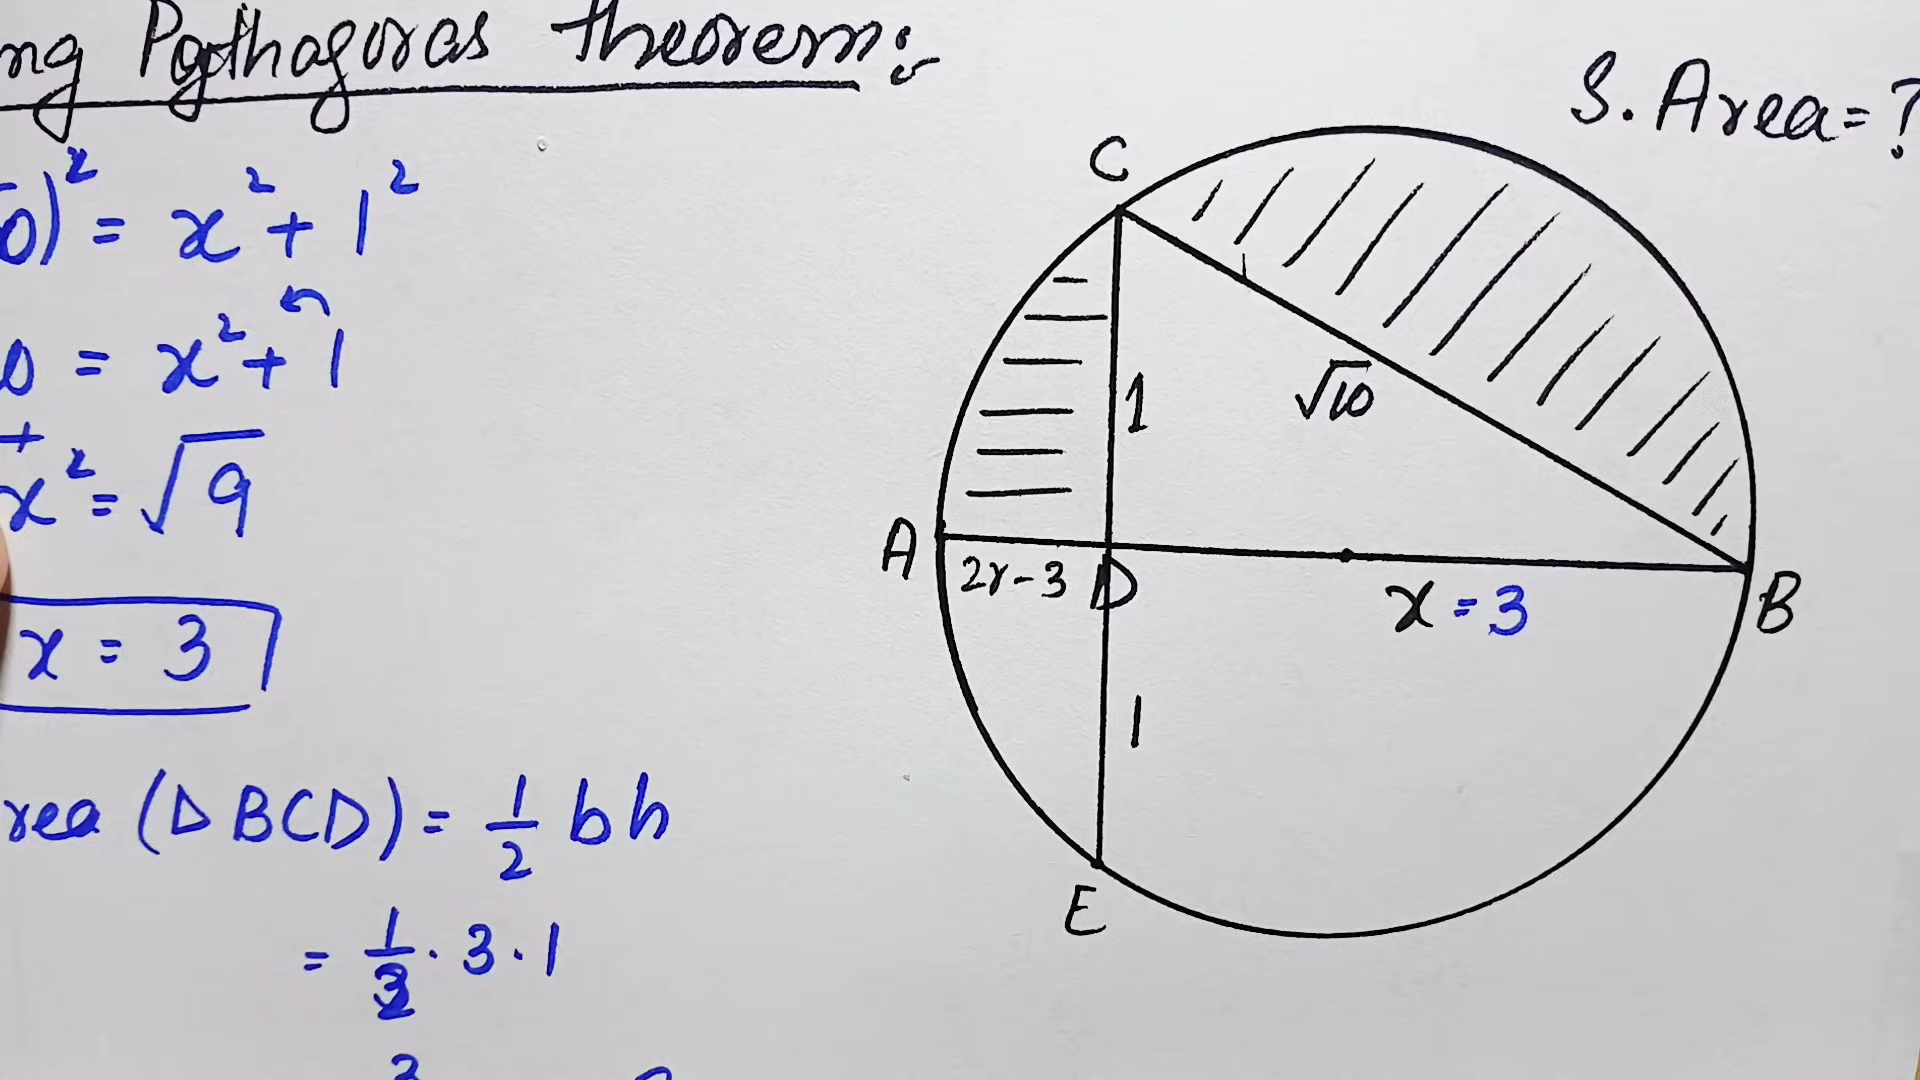 ng Pythagoras theorem:-
S. Area = ?
0)² = x² + 1²
0 = x² + 1
x² = √9
x = 3
rea (Δ BCD) = 1/2 bh
= 1/2 · 3 · 1
3
C
1
√10
A
2r-3
D
x = 3
B
1
E